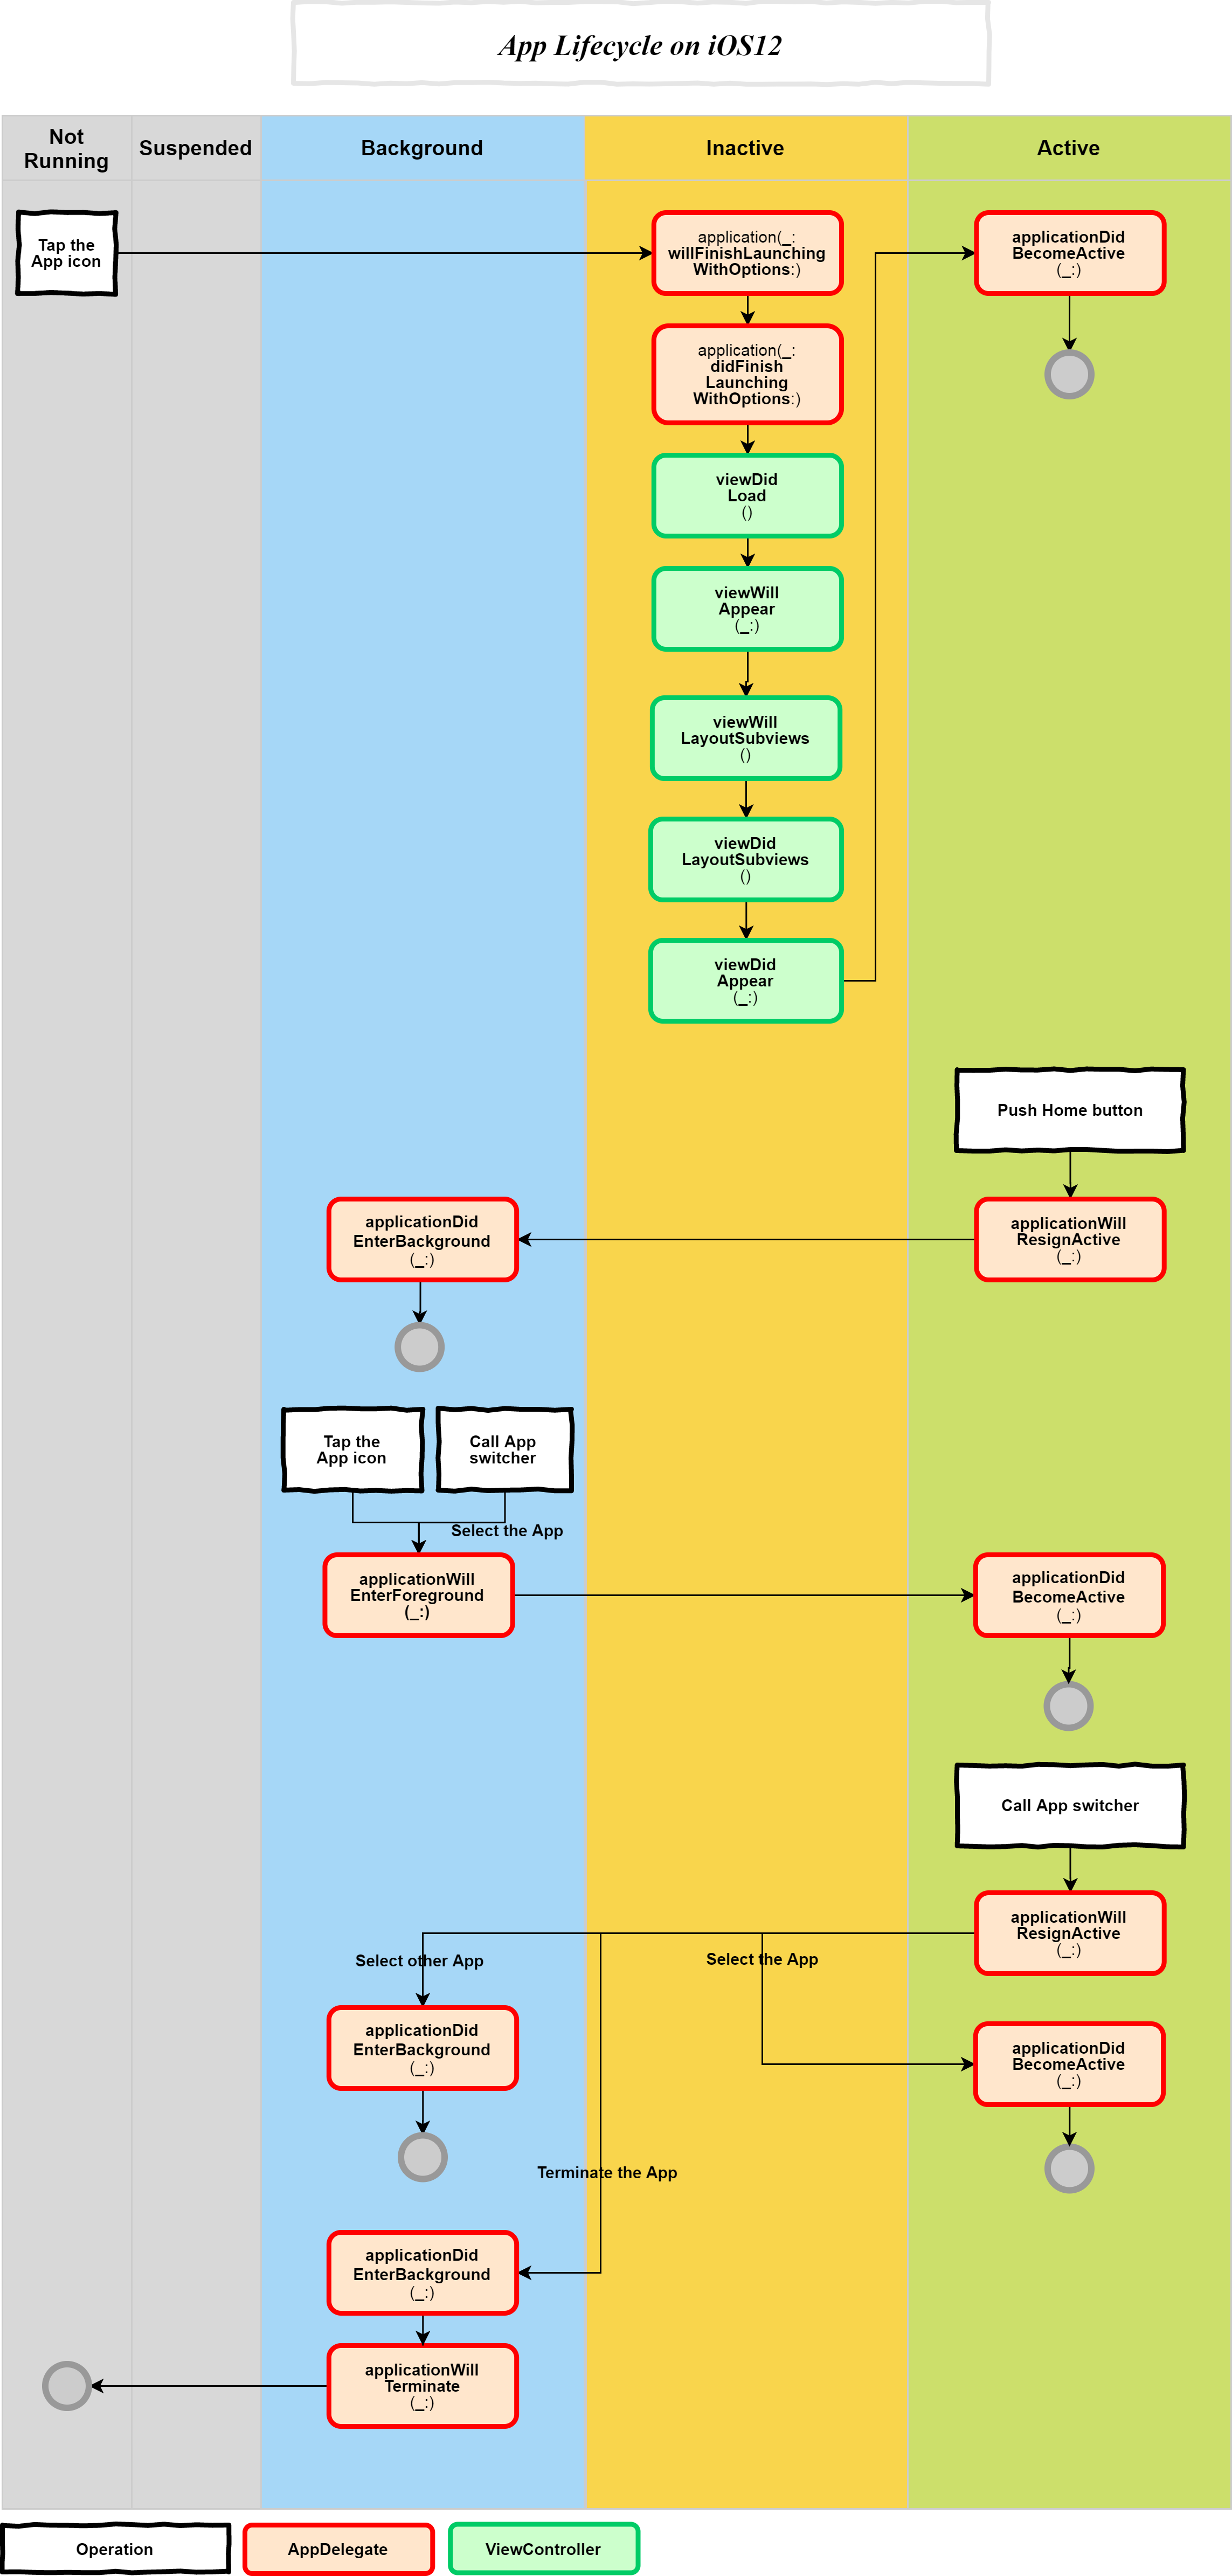 App Lifecycle on iOS12
Not
Running
Suspended
Background
Inactive
Active
Tap the
App icon
application(_:
willFinishLaunching
WithOptions:)
applicationDid
BecomeActive
(_:)
application(_:
didFinish
Launching
WithOptions:)
viewDid
Load
()
viewWill
Appear
(_:)
viewWill
LayoutSubviews
()
viewDid
LayoutSubviews
()
viewDid
Appear
(_:)
Push Home button
applicationDid
EnterBackground
(_:)
applicationWill
ResignActive
(_:)
Tap the
App icon
Call App
switcher
Select the App
applicationWill
EnterForeground
(_:)
applicationDid
BecomeActive
(_:)
Call App switcher
applicationWill
ResignActive
(_:)
Select other App
Select the App
applicationDid
EnterBackground
(_:)
applicationDid
BecomeActive
(_:)
Terminate the App
applicationDid
EnterBackground
(_:)
applicationWill
Terminate
(_:)
Operation
AppDelegate
ViewController